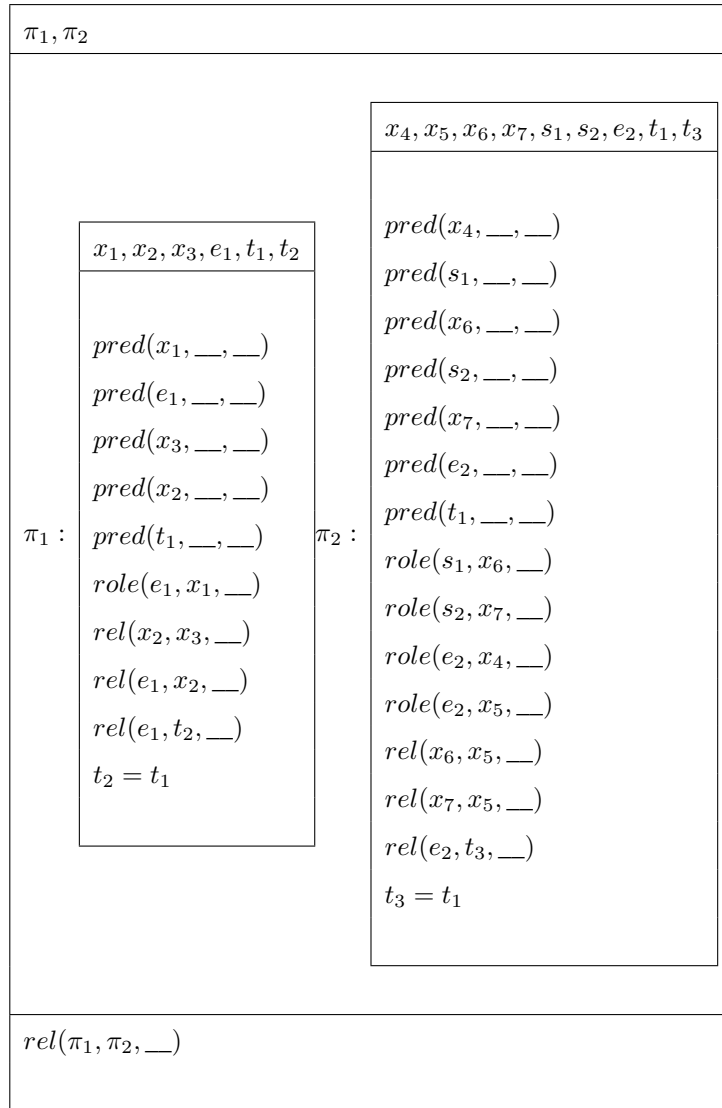 π₁, π₂
π₁ :
x₁, x₂, x₃, e₁, t₁, t₂
pred(x₁, __, __)
pred(e₁, __, __)
pred(x₃, __, __)
pred(x₂, __, __)
pred(t₁, __, __)
role(e₁, x₁, __)
rel(x₂, x₃, __)
rel(e₁, x₂, __)
rel(e₁, t₂, __)
t₂ = t₁
π₂ :
x₄, x₅, x₆, x₇, s₁, s₂, e₂, t₁, t₃
pred(x₄, __, __)
pred(s₁, __, __)
pred(x₆, __, __)
pred(s₂, __, __)
pred(x₇, __, __)
pred(e₂, __, __)
pred(t₁, __, __)
role(s₁, x₆, __)
role(s₂, x₇, __)
role(e₂, x₄, __)
role(e₂, x₅, __)
rel(x₆, x₅, __)
rel(x₇, x₅, __)
rel(e₂, t₃, __)
t₃ = t₁
rel(π₁, π₂, __)